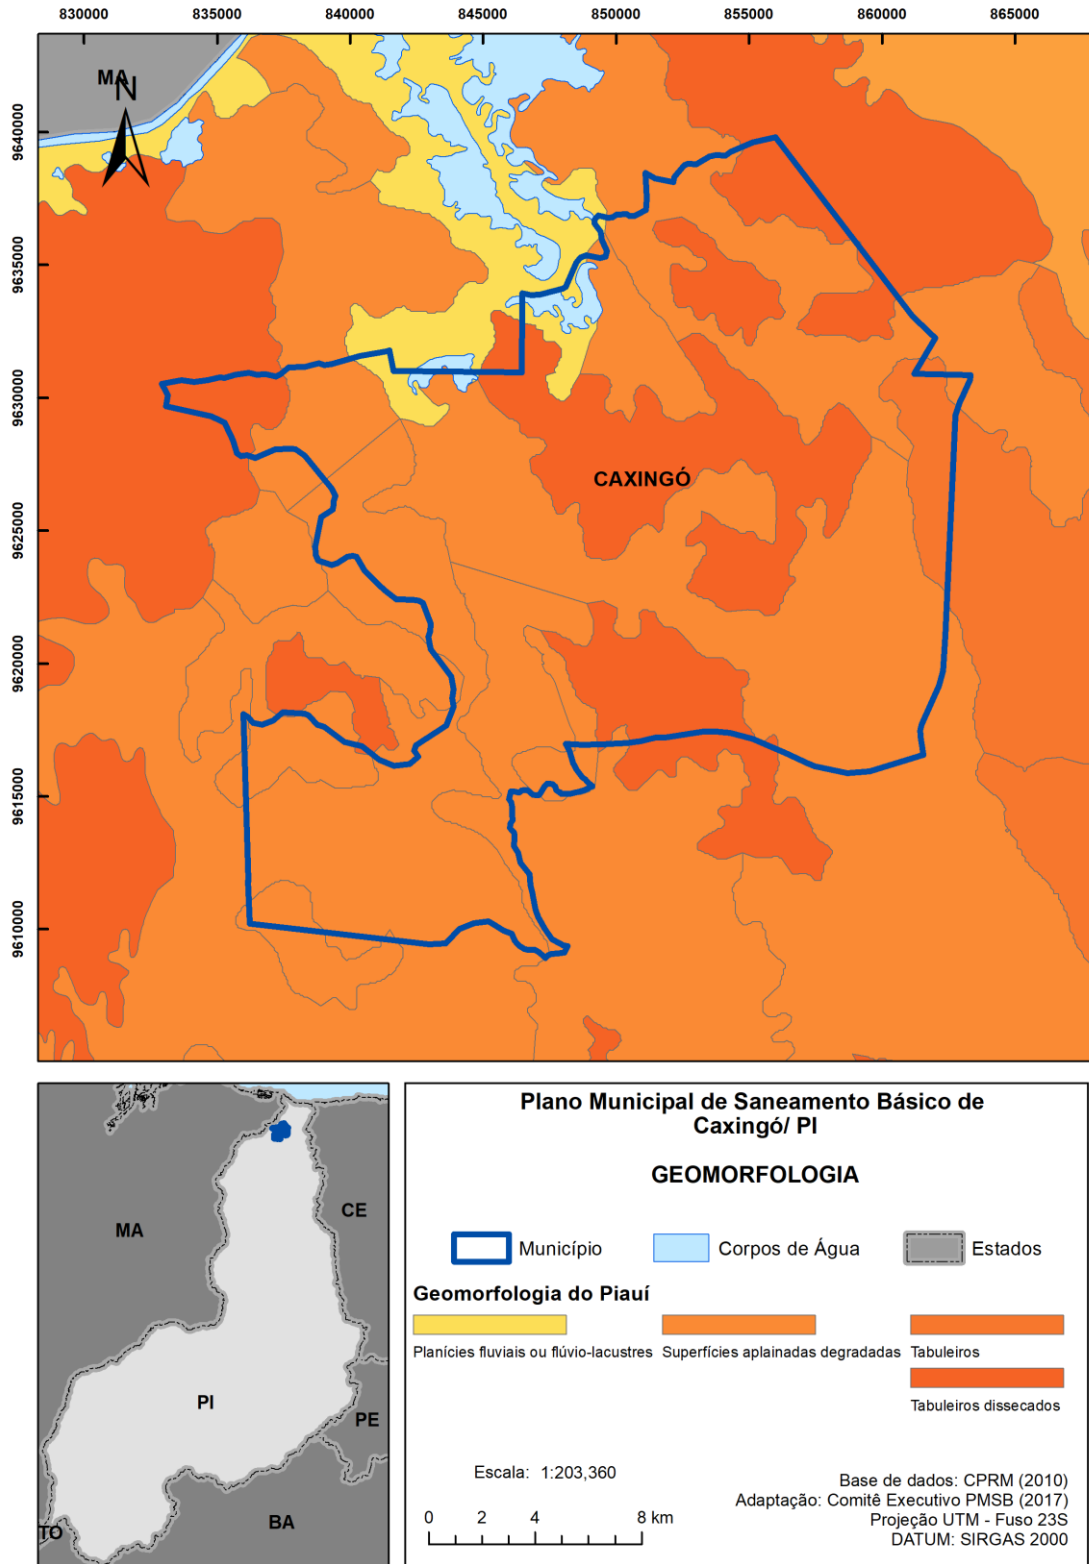 830000 835000 840000 845000 850000 855000 860000 865000
9640000
9635000
9630000
9625000
9620000
9615000
9610000
MA
N
CAXINGÓ
MA
CE
PI
PE
BA
TO
Plano Municipal de Saneamento Básico de
Caxingó/ PI
GEOMORFOLOGIA
Município Corpos de Água Estados
Geomorfologia do Piauí
Planícies fluviais ou flúvio-lacustres Superfícies aplainadas degradadas Tabuleiros
Tabuleiros dissecados
Escala: 1:203,360
0 2 4 8 km
Base de dados: CPRM (2010)
Adaptação: Comitê Executivo PMSB (2017)
Projeção UTM - Fuso 23S
DATUM: SIRGAS 2000